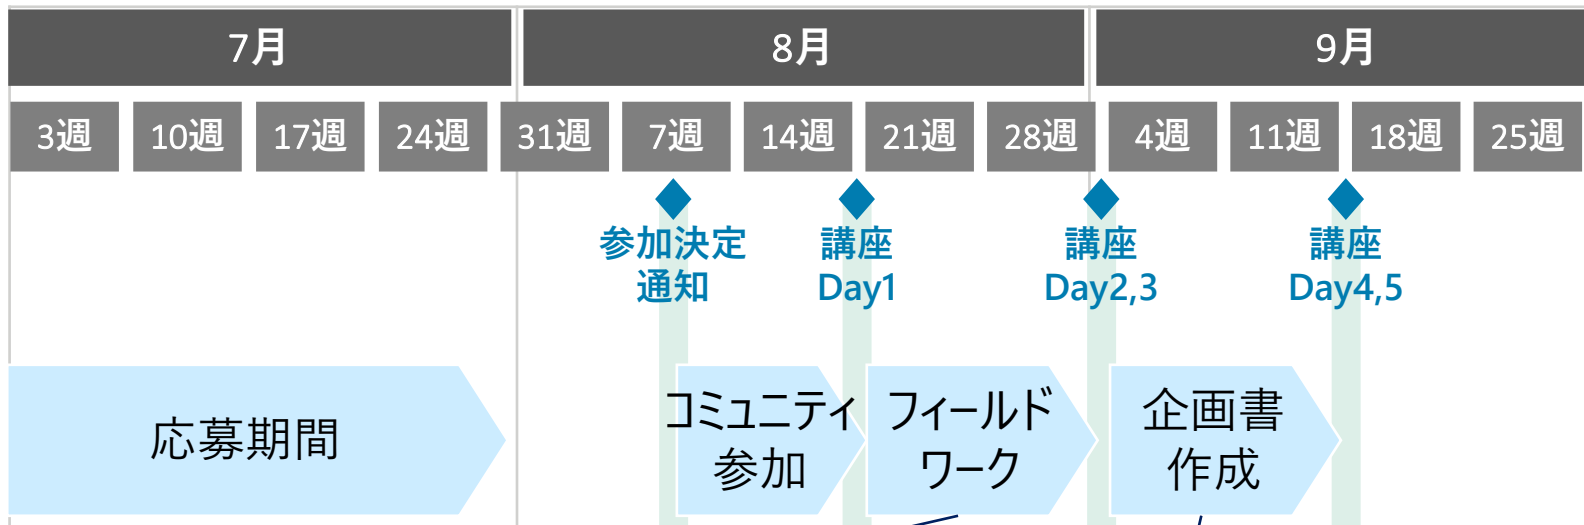 7月 8月 9月
3週 10週 17週 24週 31週 7週 14週 21週 28週 4週 11週 18週 25週
参加決定
通知
講座
Day1
講座
Day2,3
講座
Day4,5
応募期間
コミュニティ
参加
フィールド
ワーク
企画書
作成